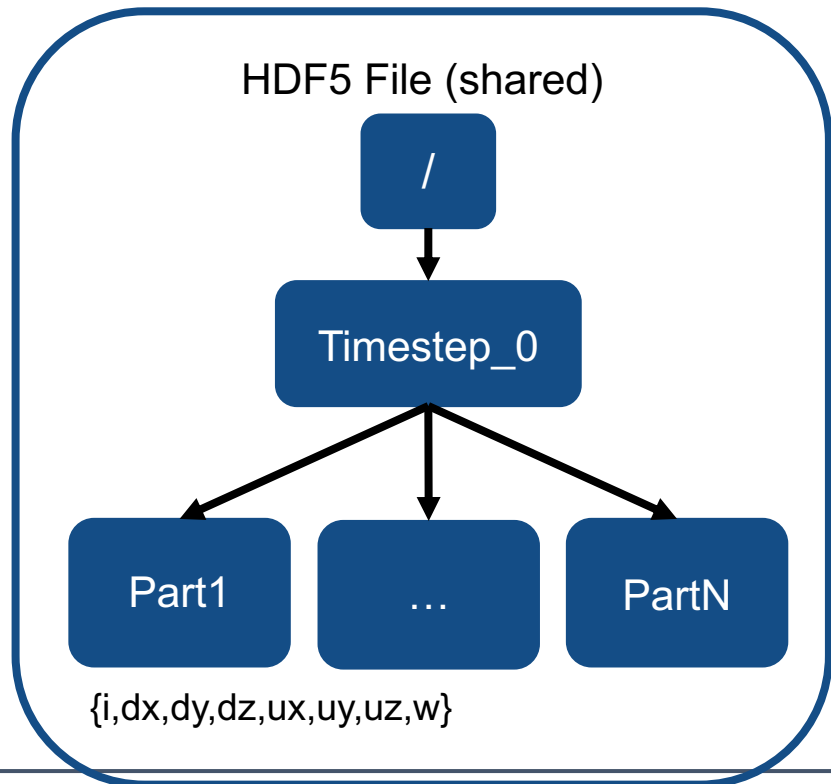 HDF5 File (shared)
/
Timestep_0
Part1
...
PartN
{i,dx,dy,dz,ux,uy,uz,w}